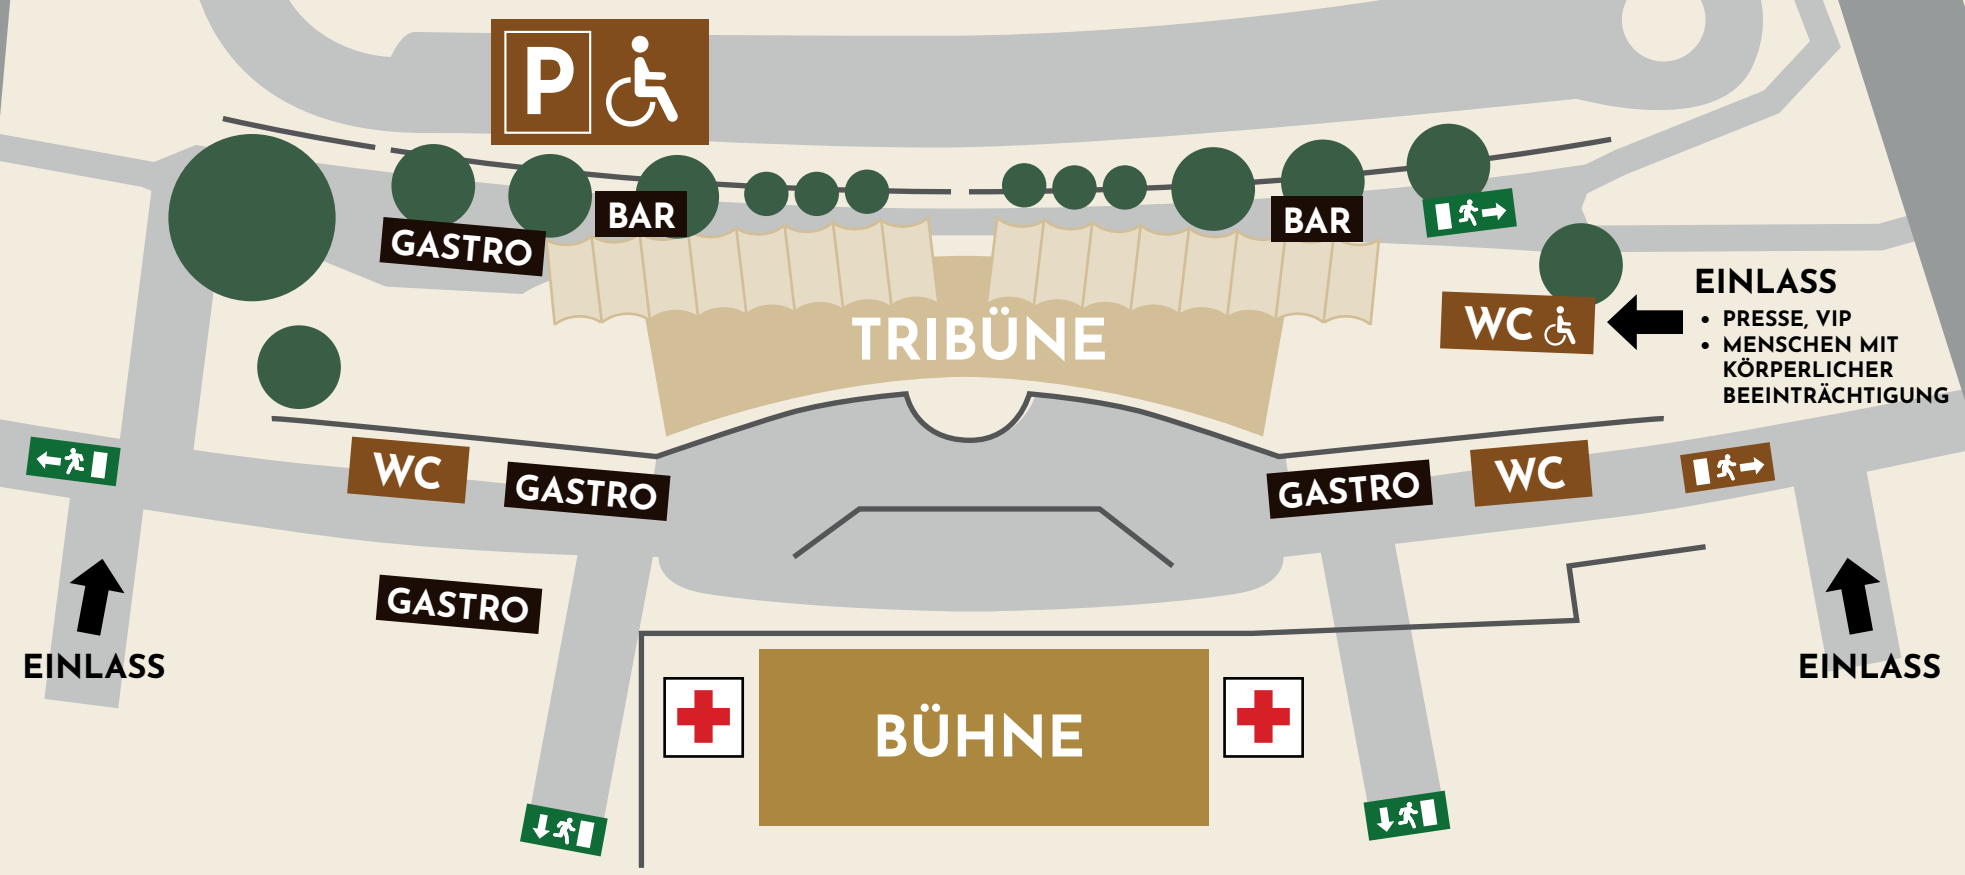 P
BAR
BAR
GASTRO
EINLASS
WC
• PRESSE, VIP
• MENSCHEN MIT
KÖRPERLICHER
BEEINTRÄCHTIGUNG
TRIBÜNE
WC
GASTRO
GASTRO
WC
GASTRO
EINLASS
EINLASS
BÜHNE